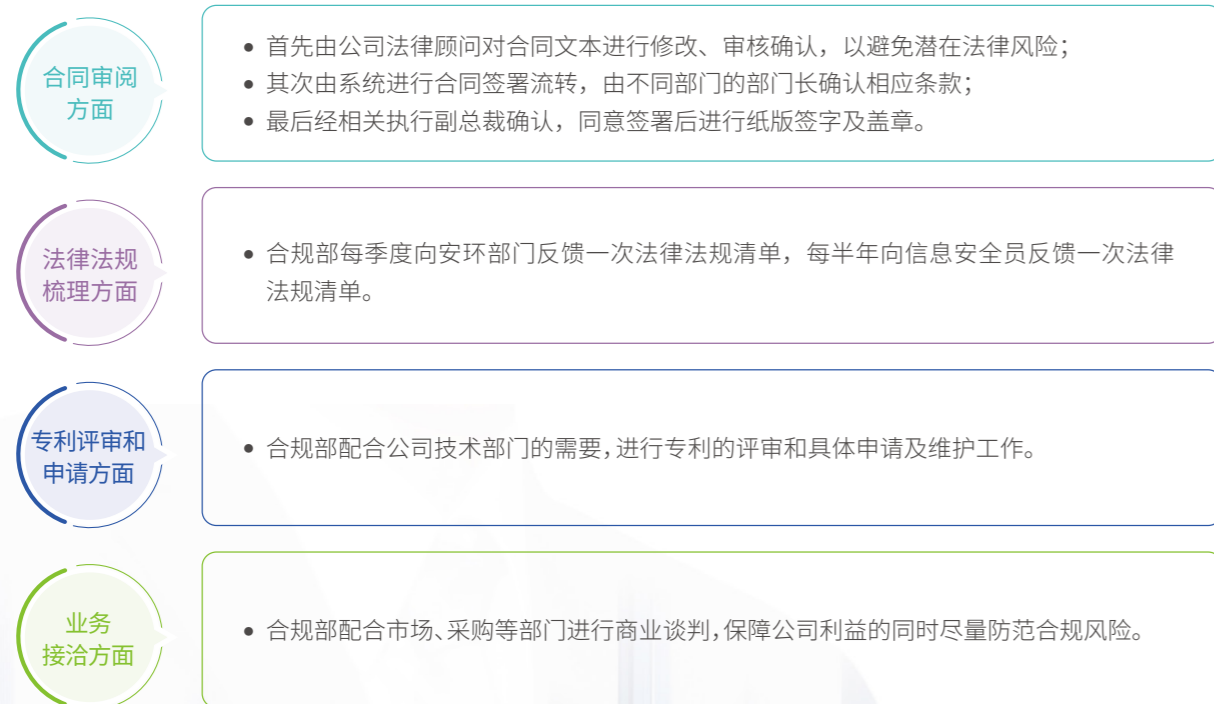 合同审阅
方面
● 首先由公司法律顾问对合同文本进行修改、审核确认，以避免潜在法律风险；
● 其次由系统进行合同签署流转，由不同部门的部门长确认相应条款；
● 最后经相关执行副总裁确认，同意签署后进行纸版签字及盖章。
法律法规
梳理方面
● 合规部每季度向安环部门反馈一次法律法规清单，每半年向信息安全员反馈一次法律
法规清单。
专利评审和
申请方面
● 合规部配合公司技术部门的需要，进行专利的评审和具体申请及维护工作。
业务
接洽方面
● 合规部配合市场、采购等部门进行商业谈判，保障公司利益的同时尽量防范合规风险。